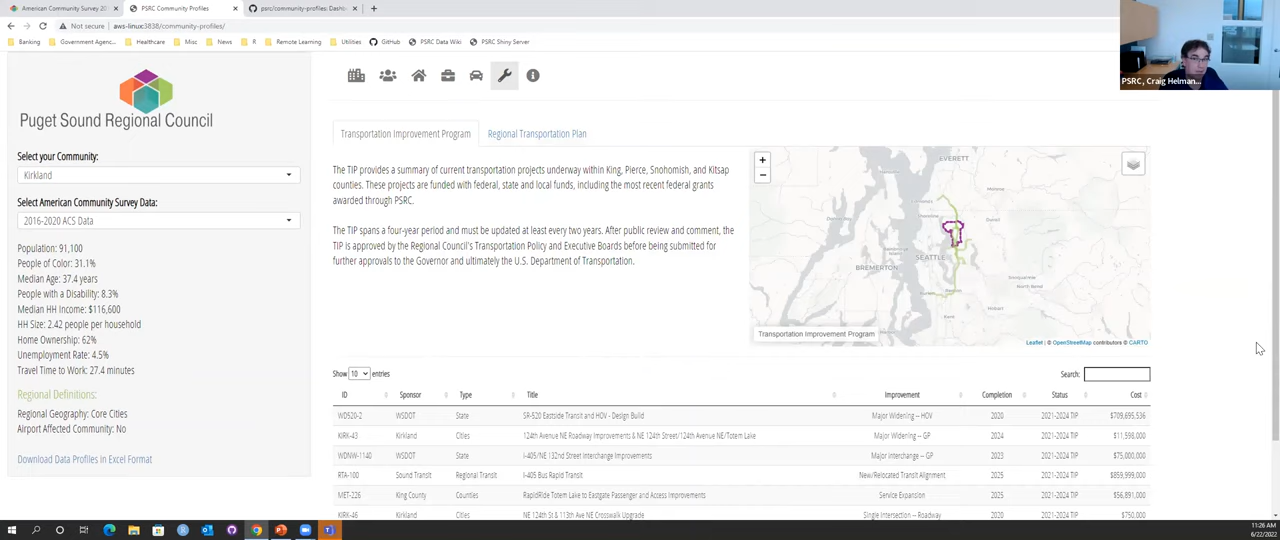 American Community Survey 20
PSRC Community Profiles
psrc/community-profiles: Dashb
Not secure
aws-linux:3838/community-profiles/
Banking
Government Agenc...
Healthcare
Misc
News
R
Remote Learning
Utilities
GitHub
PSRC Data Wiki
PSRC Shiny Server
PSRC, Craig Helman...
Puget Sound Regional Council
Select your Community:
Kirkland
Select American Community Survey Data:
2016-2020 ACS Data
Population: 91,100
People of Color: 31.1%
Median Age: 37.4 years
People with a Disability: 8.3%
Median HH Income: $116,600
HH Size: 2.42 people per household
Home Ownership: 62%
Unemployment Rate: 4.5%
Travel Time to Work: 27.4 minutes
Regional Definitions:
Regional Geography: Core Cities
Airport Affected Community: No
Download Data Profiles in Excel Format
Transportation Improvement Program
Regional Transportation Plan
The TIP provides a summary of current transportation projects underway within King, Pierce, Snohomish, and Kitsap
counties. These projects are funded with federal, state and local funds, including the most recent federal grants
awarded through PSRC.
The TIP spans a four-year period and must be updated at least every two years. After public review and comment, the
TIP is approved by the Regional Council's Transportation Policy and Executive Boards before being submitted for
further approvals to the Governor and ultimately the U.S. Department of Transportation.
+
−
EVERETT
SEATTLE
BREMERTON
Transportation Improvement Program
Leaflet | © OpenStreetMap contributors © CARTO
Show 10 entries
Search:
ID Sponsor Type Title Improvement Completion Status Cost
WD520-2 WSDOT State SR-520 Eastside Transit and HOV - Design Build Major Widening -- HOV 2020 2021-2024 TIP $709,695,536
KIRK-43 Kirkland Cities 124th Avenue NE Roadway Improvements & NE 124th Street/124th Avenue NE/Totem Lake Major Widening -- GP 2024 2021-2024 TIP $11,598,000
WDNW-1140 WSDOT State I-405/NE 132nd Street Interchange Improvements Major Interchange -- GP 2023 2021-2024 TIP $75,000,000
RTA-100 Sound Transit Regional Transit I-405 Bus Rapid Transit New/Relocated Transit Alignment 2025 2021-2024 TIP $859,999,000
MET-226 King County Counties RapidRide Totem Lake to Eastgate Passenger and Access Improvements Service Expansion 2025 2021-2024 TIP $56,891,000
KIRK-46 Kirkland Cities NE 124th St & 113th Ave NE Crosswalk Upgrade Single Intersection -- Roadway 2020 2021-2024 TIP $750,000
11:26 AM
6/22/2022